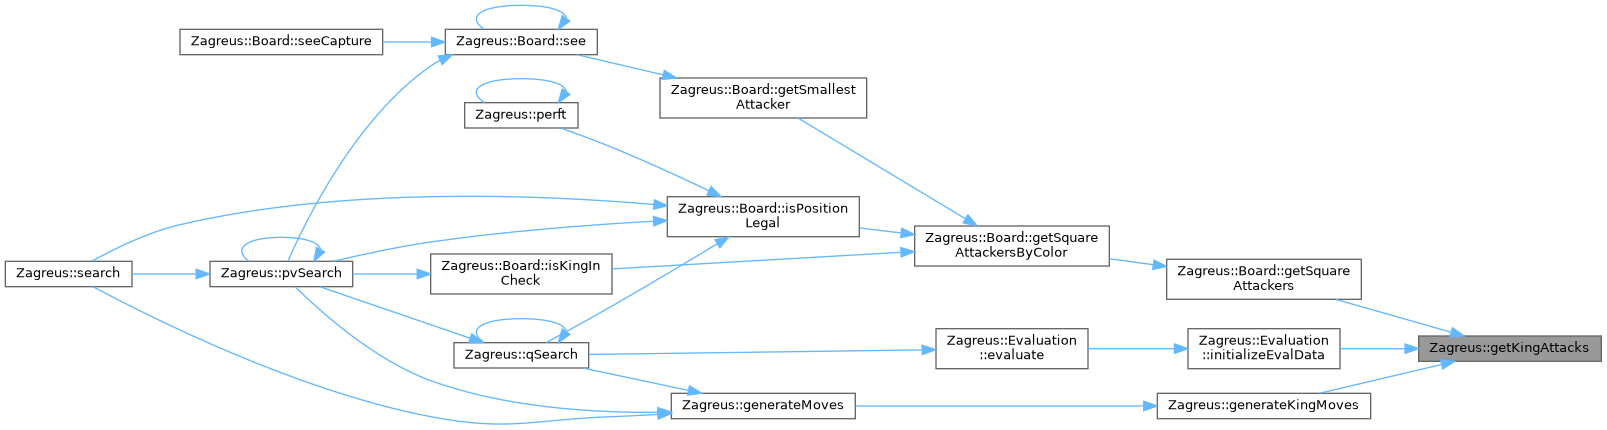 Zagreus::Board::seeCapture
Zagreus::Board::see
Zagreus::Board::getSmallest
Attacker
Zagreus::perft
Zagreus::Board::isPosition
Legal
Zagreus::Board::getSquare
AttackersByColor
Zagreus::search
Zagreus::pvSearch
Zagreus::Board::isKingIn
Check
Zagreus::Board::getSquare
Attackers
Zagreus::qSearch
Zagreus::Evaluation
::evaluate
Zagreus::Evaluation
::initializeEvalData
Zagreus::getKingAttacks
Zagreus::generateMoves
Zagreus::generateKingMoves